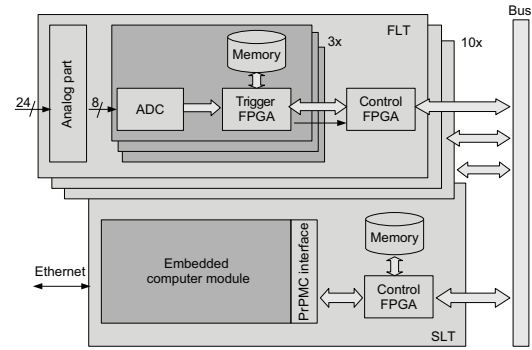 Bus
FLT
10x
3x
Memory
24
Analog part
8
ADC
Trigger
FPGA
Control
FPGA
Memory
Ethernet
Embedded
computer module
PrPMC interface
Control
FPGA
SLT